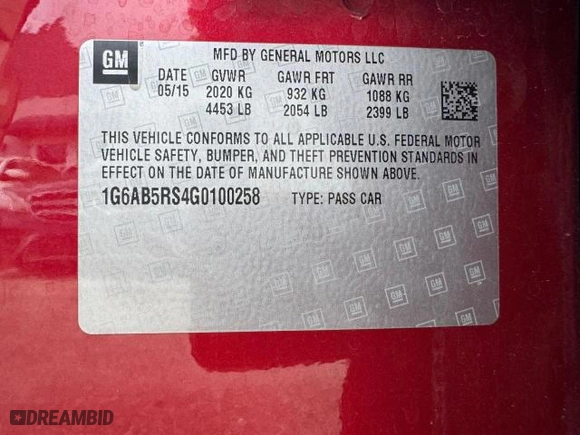 GM
MFD BY GENERAL MOTORS LLC
DATE GVWR GAWR FRT GAWR RR
05/15 2020 KG 932 KG 1088 KG
4453 LB 2054 LB 2399 LB
THIS VEHICLE CONFORMS TO ALL APPLICABLE U.S. FEDERAL MOTOR
VEHICLE SAFETY, BUMPER, AND THEFT PREVENTION STANDARDS IN
EFFECT ON THE DATE OF MANUFACTURE SHOWN ABOVE.
1G6AB5RS4G0100258 TYPE: PASS CAR
DREAMBID